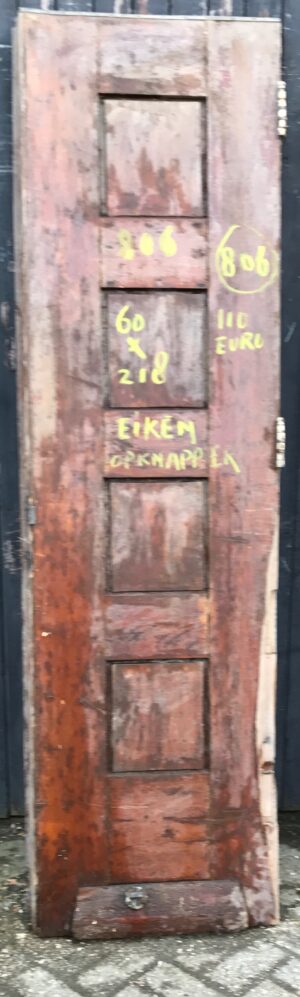 806
806
60
x
218
110
EURO
EIKEN
OPKNAPPER